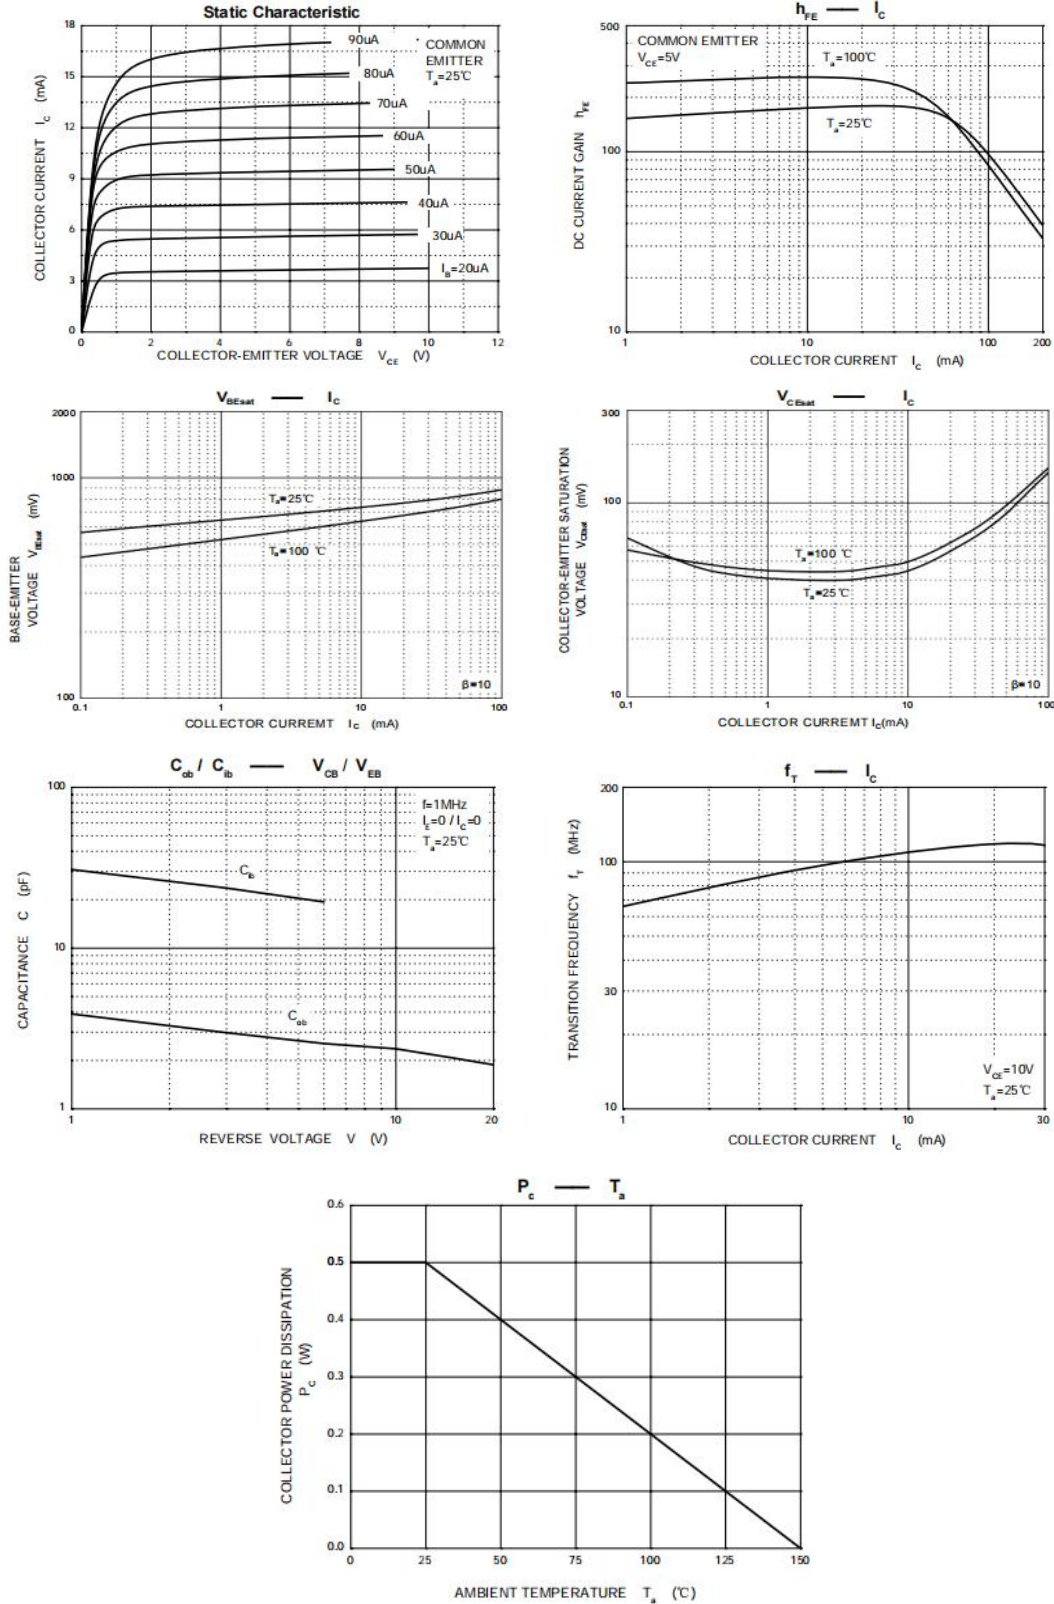 Static Characteristic
18
15
12
9
6
3
0
COLLECTOR CURRENT I_C (mA)
90uA
80uA
70uA
60uA
50uA
40uA
30uA
I_B=20uA
COMMON
EMITTER
T_a=25℃
0 2 4 6 8 10 12
COLLECTOR-EMITTER VOLTAGE V_CE (V)
h_FE —— I_C
500
100
10
DC CURRENT GAIN h_FE
COMMON EMITTER
V_CE=5V
T_a=100℃
T_a=25℃
1 10 100 200
COLLECTOR CURRENT I_C (mA)
V_BEsat —— I_C
2000
1000
100
BASE-EMITTER
VOLTAGE V_BEsat (mV)
T_a=25℃
T_a=100 ℃
β=10
0.1 1 10 100
COLLECTOR CURREMT I_C (mA)
V_CEsat —— I_C
300
100
10
COLLECTOR-EMITTER SATURATION
VOLTAGE V_CEsat (mV)
T_a=100 ℃
T_a=25℃
β=10
0.1 1 10 100
COLLECTOR CURREMT I_C(mA)
C_ob / C_ib —— V_CB / V_EB
100
10
1
CAPACITANCE C (pF)
f=1MHz
I_E=0 / I_C=0
T_a=25℃
C_ib
C_ob
1 10 20
REVERSE VOLTAGE V (V)
f_T —— I_C
200
100
30
10
TRANSITION FREQUENCY f_T (MHz)
V_CE=10V
T_a=25℃
1 10 30
COLLECTOR CURRENT I_C (mA)
P_c —— T_a
0.6
0.5
0.4
0.3
0.2
0.1
0.0
COLLECTOR POWER DISSIPATION
P_C (W)
0 25 50 75 100 125 150
AMBIENT TEMPERATURE T_a (℃)